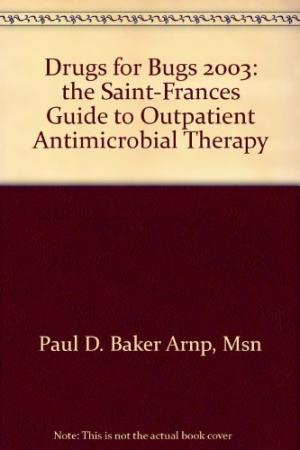 Drugs for Bugs 2003:
the Saint-Frances
Guide to Outpatient
Antimicrobial Therapy
Paul D. Baker Arnp, Msn
Note: This is not the actual book cover